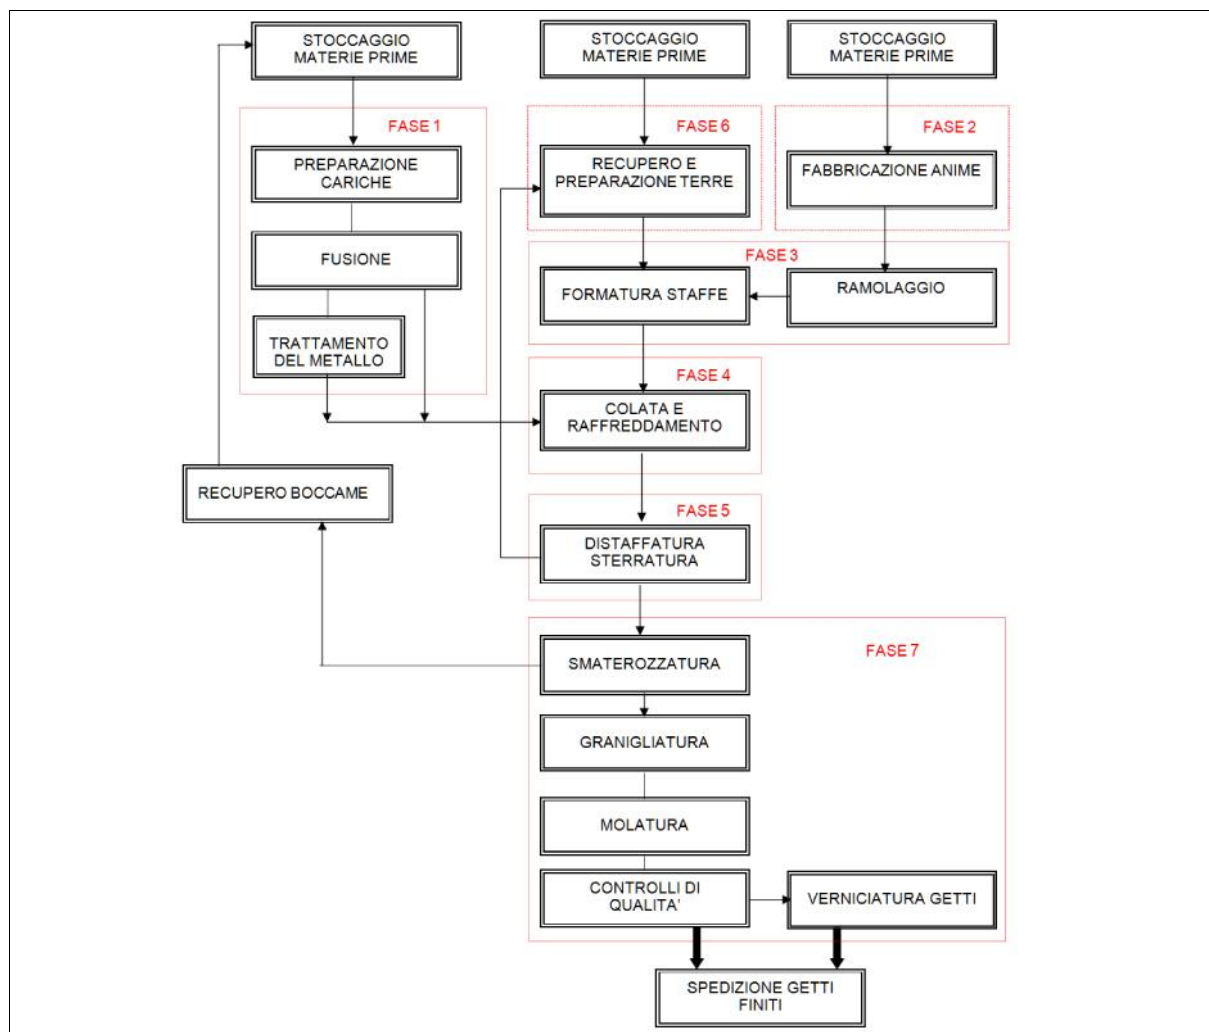 STOCCAGGIO
MATERIE PRIME
STOCCAGGIO
MATERIE PRIME
STOCCAGGIO
MATERIE PRIME
FASE 1
FASE 6
FASE 2
PREPARAZIONE
CARICHE
RECUPERO E
PREPARAZIONE TERRE
FABBRICAZIONE ANIME
FUSIONE
FASE 3
FORMATURA STAFFE
RAMOLAGGIO
TRATTAMENTO
DEL METALLO
FASE 4
COLATA E
RAFFREDDAMENTO
RECUPERO BOCCAME
FASE 5
DISTAFFATURA
STERRATURA
FASE 7
SMATEROZZATURA
GRANIGLIATURA
MOLATURA
CONTROLLI DI
QUALITA'
VERNICIATURA GETTI
SPEDIZIONE GETTI
FINITI